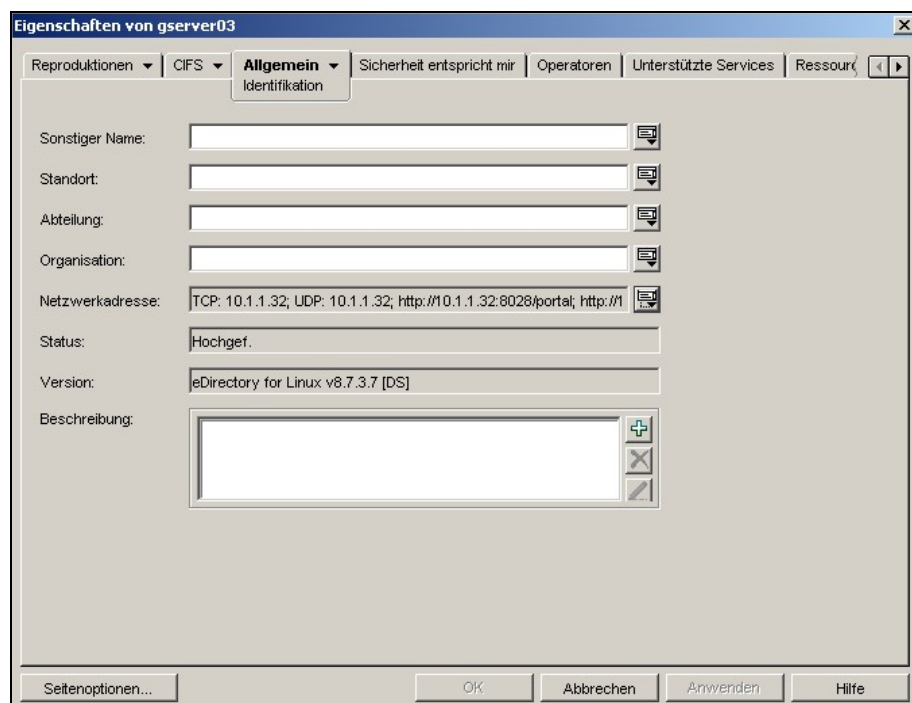 Eigenschaften von gserver03
Reproduktionen CIFS Allgemein Sicherheit entspricht mir Operatoren Unterstützte Services
Identifikation
Sonstiger Name:
Standort:
Abteilung:
Organisation:
Netzwerkadresse: TCP: 10.1.1.32; UDP: 10.1.1.32; http://10.1.1.32:8028/portal; http://1
Status: Hochgef.
Version: eDirectory for Linux v8.7.3.7 [DS]
Beschreibung:
Seitenoptionen... OK Abbrechen Anwenden Hilfe